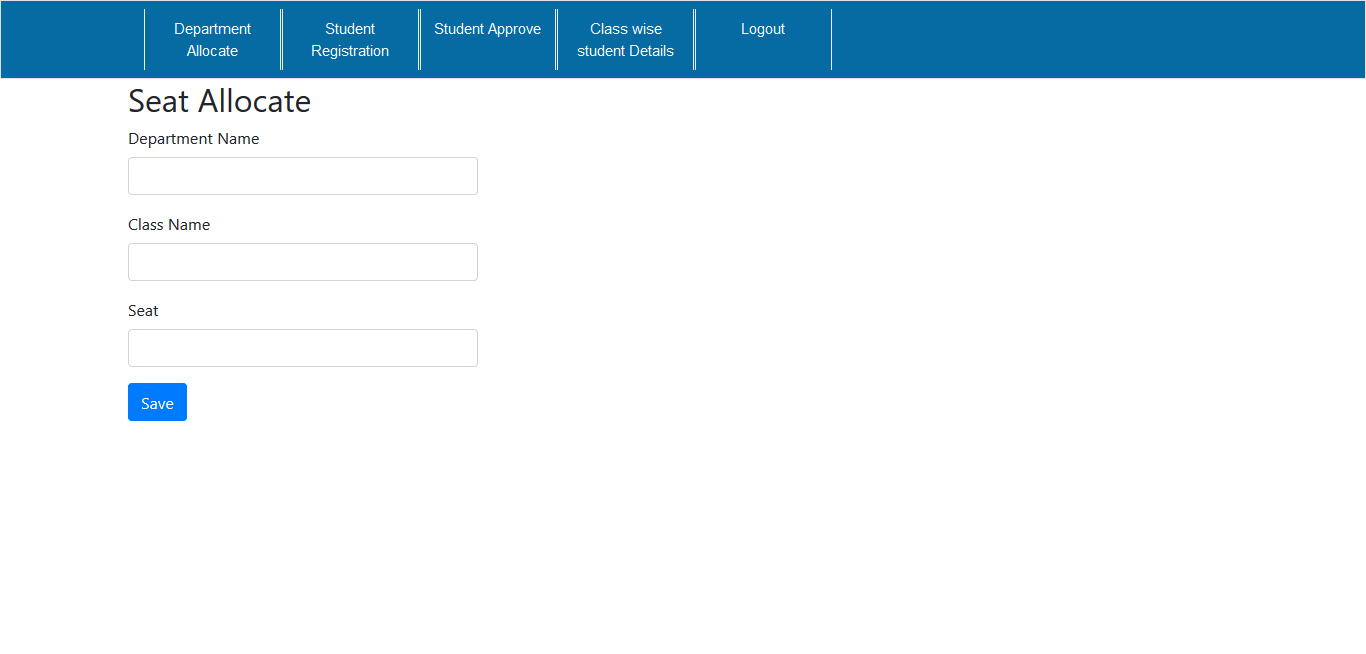 Department
Allocate
Student
Registration
Student Approve
Class wise
student Details
Logout
Seat Allocate
Department Name
Class Name
Seat
Save